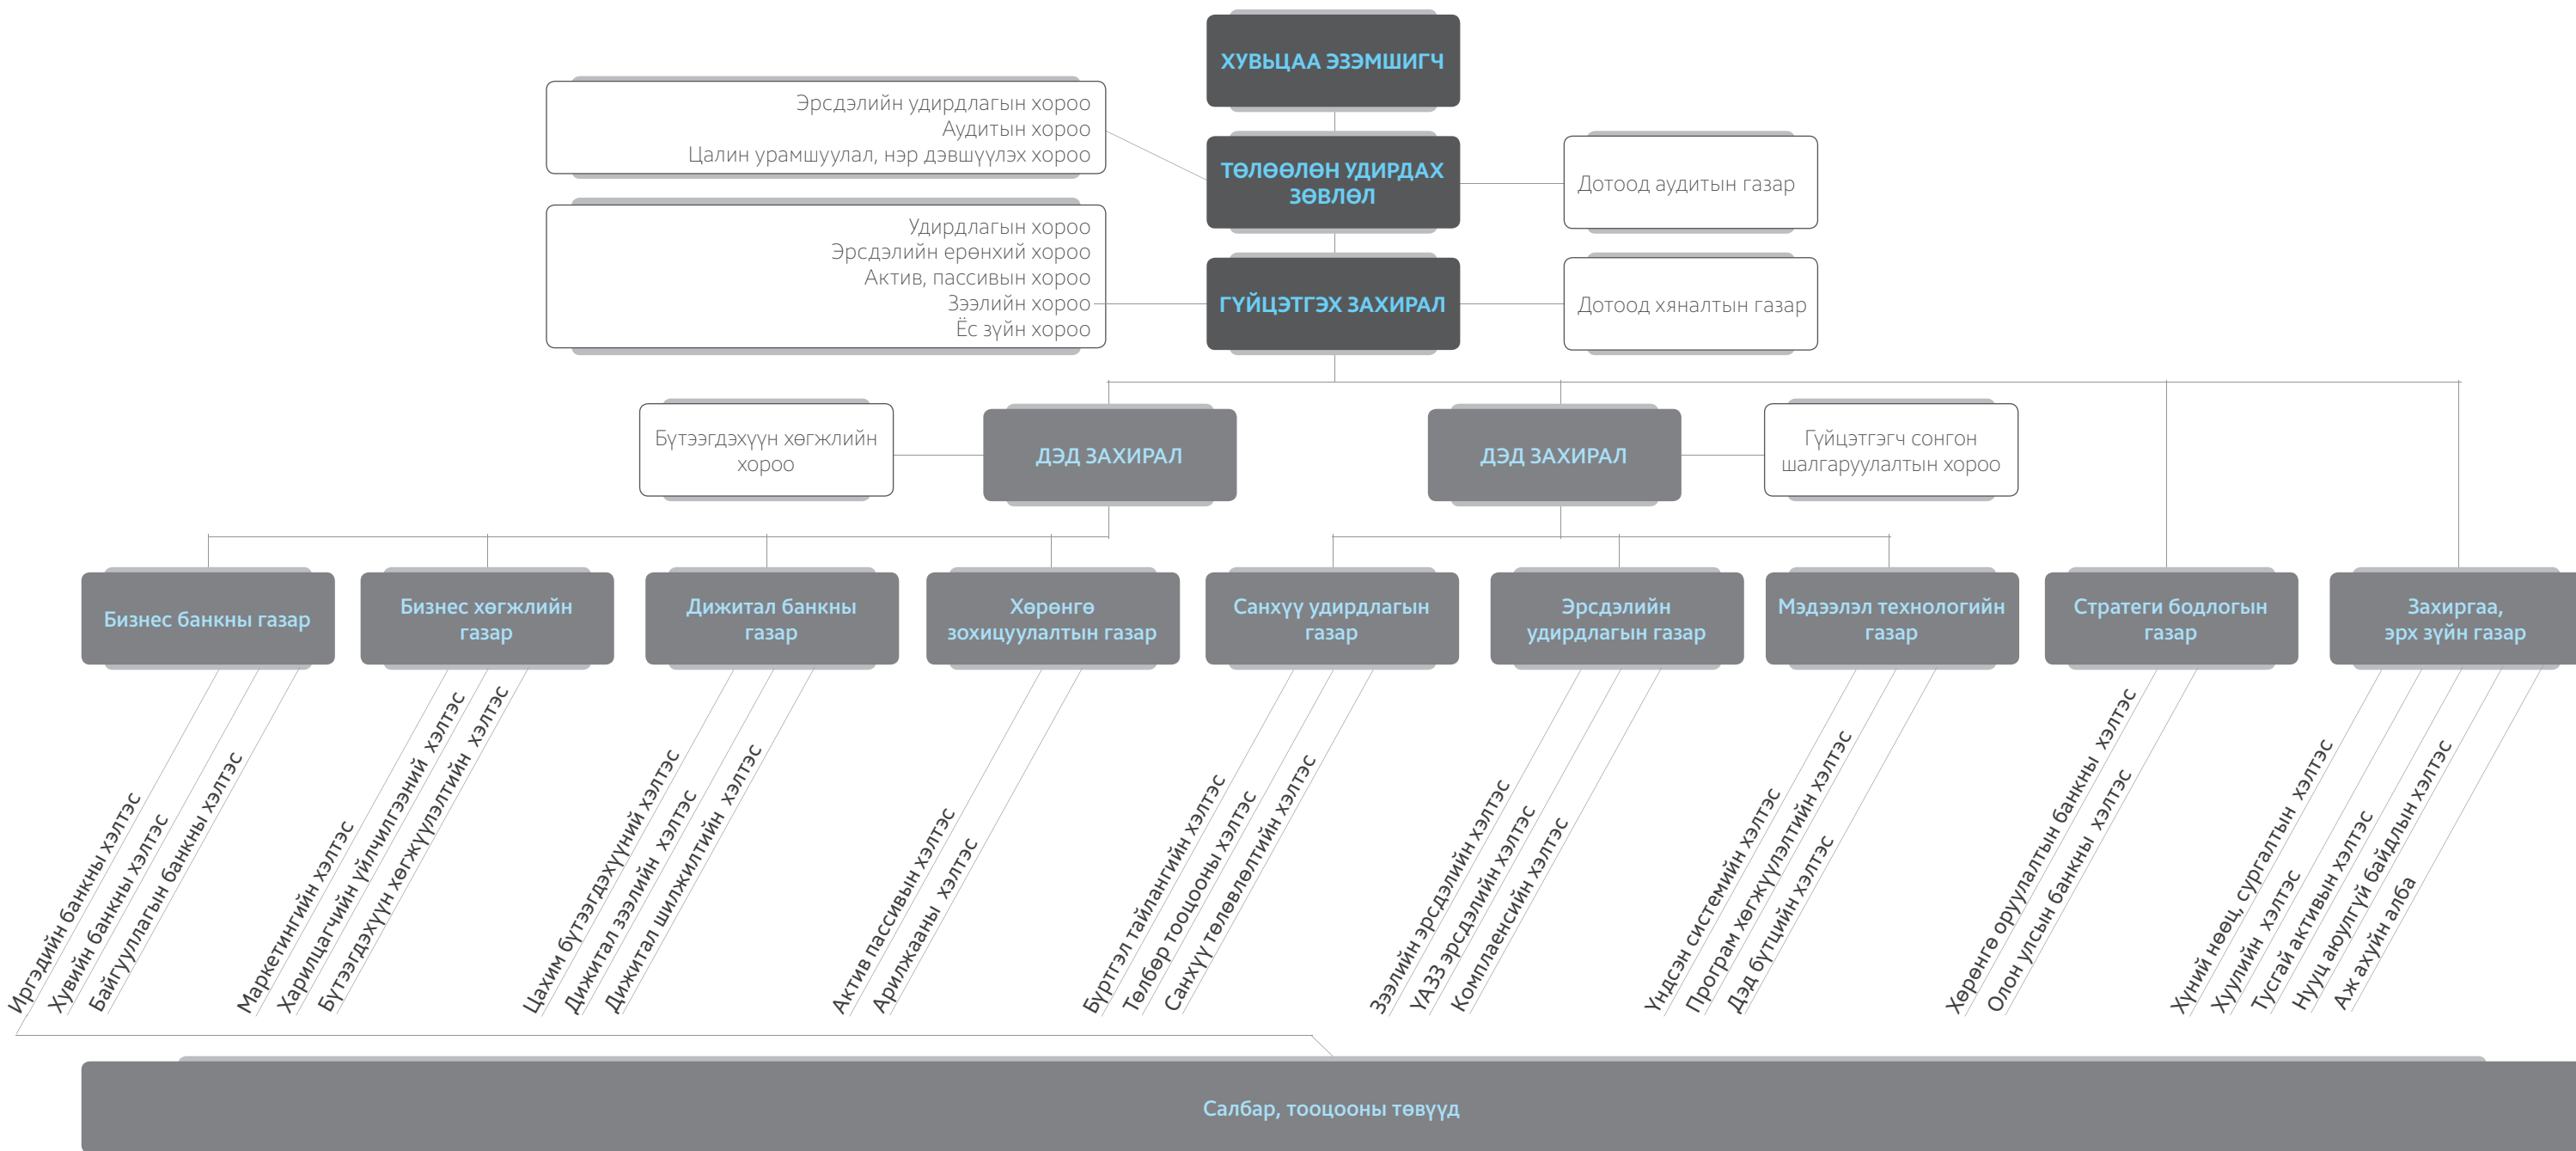 ХУВЬЦАА ЭЗЭМШИГЧ
Эрсдэлийн удирдлагын хороо
Аудитын хороо
Цалин урамшуулал, нэр дэвшүүлэх хороо
ТӨЛӨӨЛӨН УДИРДАХ
ЗӨВЛӨЛ
Дотоод аудитын газар
Удирдлагын хороо
Эрсдэлийн ерөнхий хороо
Актив, пассивын хороо
Зээлийн хороо
Ёс зүйн хороо
ГҮЙЦЭТГЭХ ЗАХИРАЛ
Дотоод хяналтын газар
Бүтээгдэхүүн хөгжлийн
хороо
ДЭД ЗАХИРАЛ
ДЭД ЗАХИРАЛ
Гүйцэтгэгч сонгон
шалгаруулалтын хороо
Бизнес банкны газар
Бизнес хөгжлийн
газар
Дижитал банкны
газар
Хөрөнгө
зохицуулалтын газар
Санхүү удирдлагын
газар
Эрсдэлийн
удирдлагын газар
Мэдээлэл технологийн
газар
Стратеги бодлогын
газар
Захиргаа,
эрх зүйн газар
Иргэдийн банкны хэлтэс
Хувийн банкны хэлтэс
Байгууллагын банкны хэлтэс
Маркетингийн хэлтэс
Харилцагчийн үйлчилгээний хэлтэс
Бүтээгдэхүүн хөгжүүлэлтийн хэлтэс
Цахим бүтээгдэхүүний хэлтэс
Дижитал зээлийн хэлтэс
Дижитал шилжилтийн хэлтэс
Актив пассивын хэлтэс
Арилжааны хэлтэс
Бүртгэл тайлангийн хэлтэс
Төлбөр тооцооны хэлтэс
Санхүү төлөвлөлтийн хэлтэс
Зээлийн эрсдэлийн хэлтэс
ҮАЗЗ эрсдэлийн хэлтэс
Комплаенсийн хэлтэс
Үндсэн системийн хэлтэс
Програм хөгжүүлэлтийн хэлтэс
Дэд бүтцийн хэлтэс
Хөрөнгө оруулалтын банкны хэлтэс
Олон улсын банкны хэлтэс
Хүний нөөц, сургалтын хэлтэс
Хуулийн хэлтэс
Тусгай активын хэлтэс
Нууц аюулгүй байдлын хэлтэс
Аж ахуйн алба
Салбар, тооцооны төвүүд